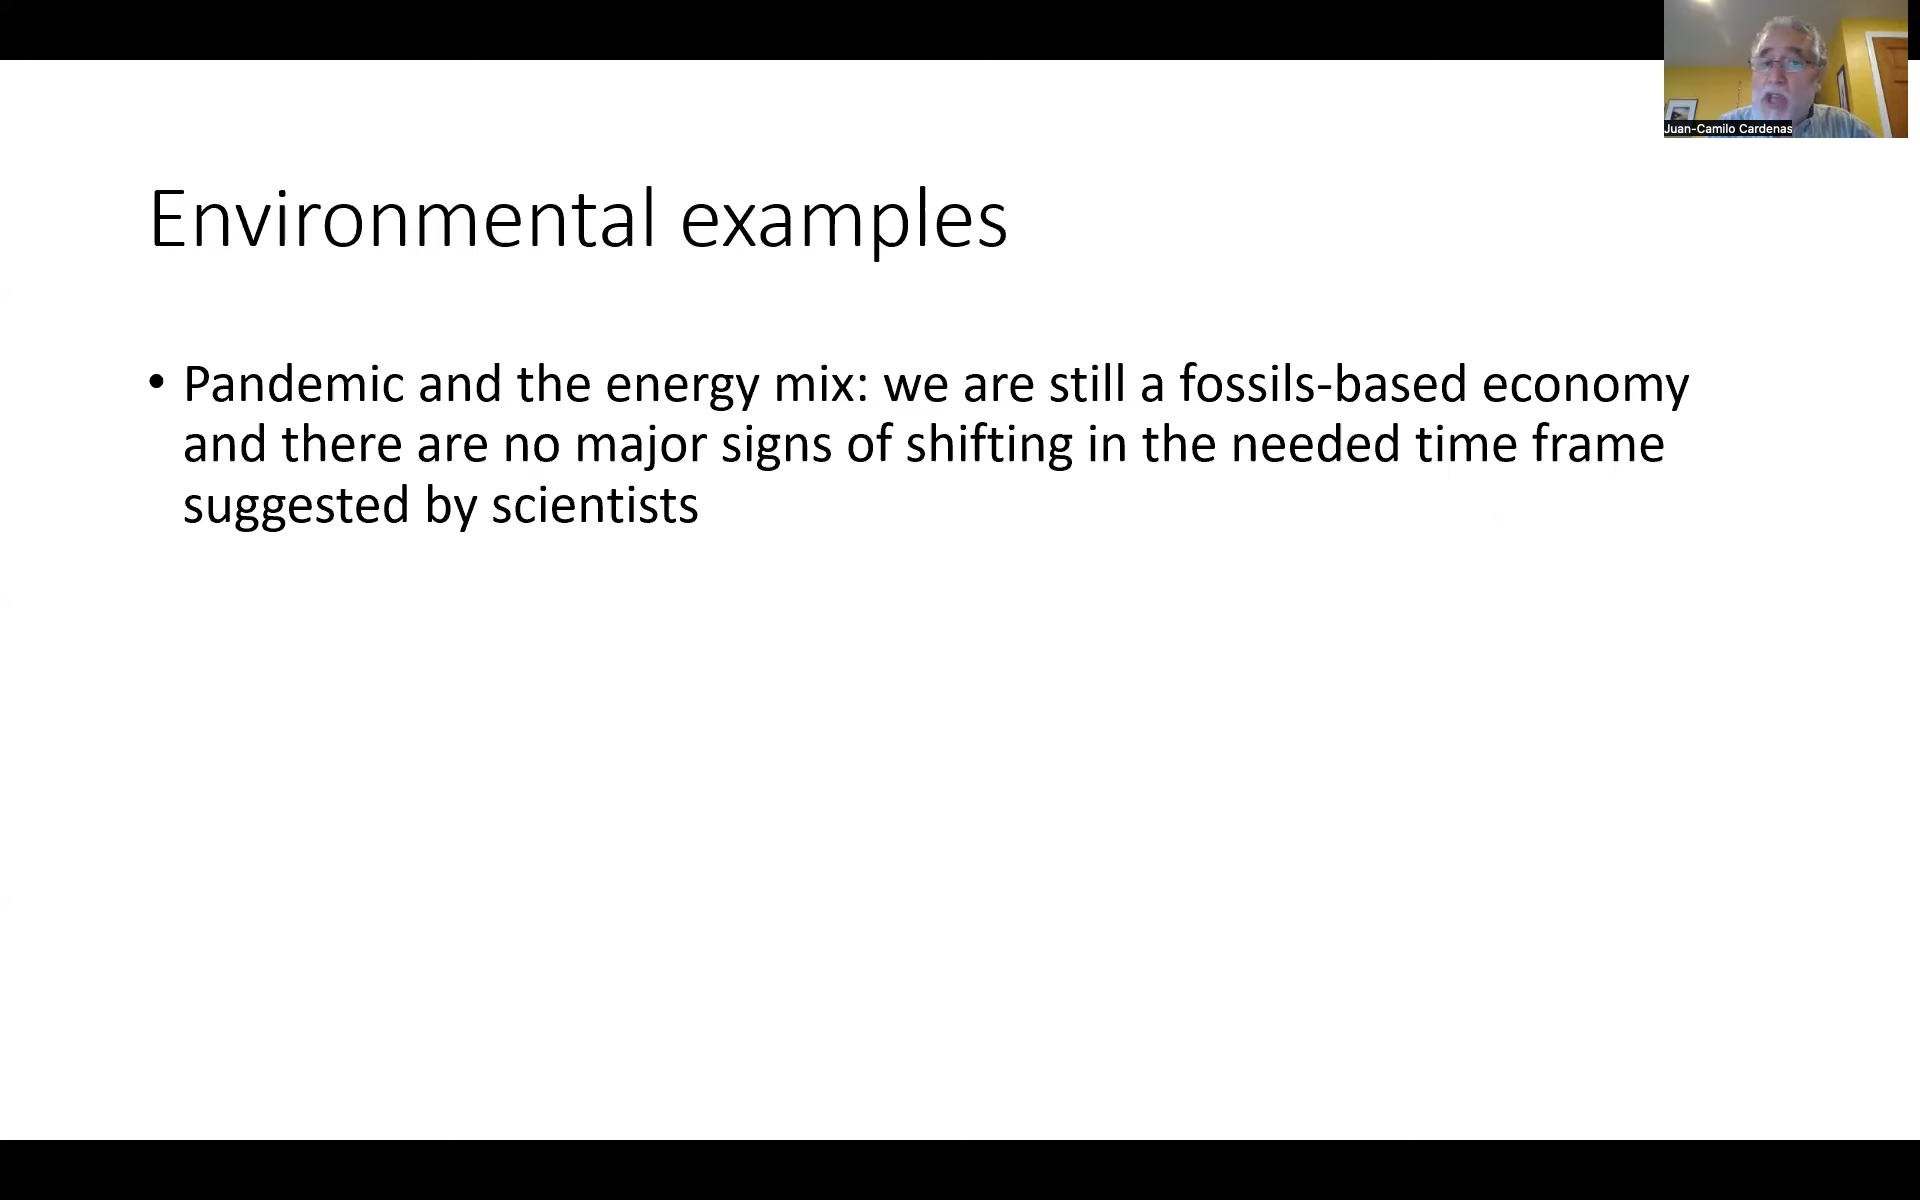 Juan-Camilo Cardenas
Environmental examples
• Pandemic and the energy mix: we are still a fossils-based economy
and there are no major signs of shifting in the needed time frame
suggested by scientists